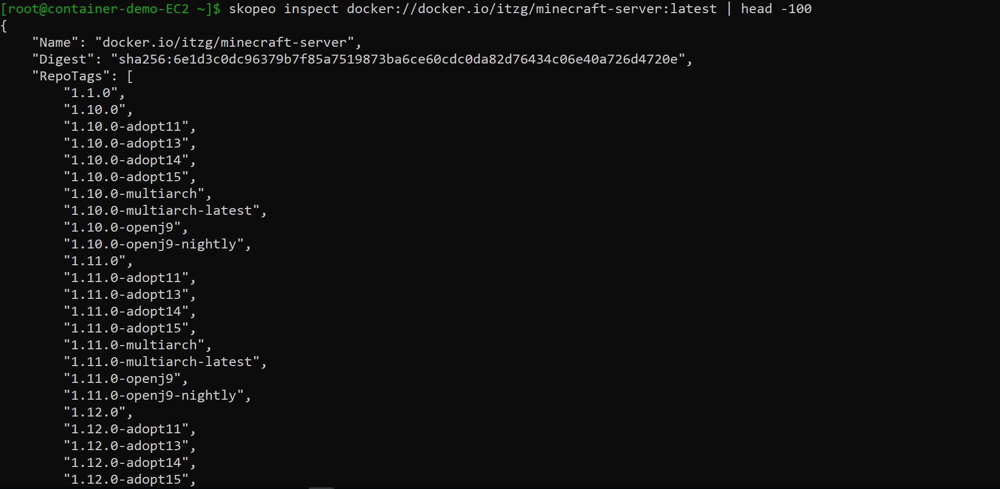 [root@container-demo-EC2 ~]$ skopeo inspect docker://docker.io/itzg/minecraft-server:latest | head -100
{
    "Name": "docker.io/itzg/minecraft-server",
    "Digest": "sha256:6e1d3c0dc96379b7f85a7519873ba6ce60cdc0da82d76434c06e40a726d4720e",
    "RepoTags": [
        "1.1.0",
        "1.10.0",
        "1.10.0-adopt11",
        "1.10.0-adopt13",
        "1.10.0-adopt14",
        "1.10.0-adopt15",
        "1.10.0-multiarch",
        "1.10.0-multiarch-latest",
        "1.10.0-openj9",
        "1.10.0-openj9-nightly",
        "1.11.0",
        "1.11.0-adopt11",
        "1.11.0-adopt13",
        "1.11.0-adopt14",
        "1.11.0-adopt15",
        "1.11.0-multiarch",
        "1.11.0-multiarch-latest",
        "1.11.0-openj9",
        "1.11.0-openj9-nightly",
        "1.12.0",
        "1.12.0-adopt11",
        "1.12.0-adopt13",
        "1.12.0-adopt14",
        "1.12.0-adopt15",